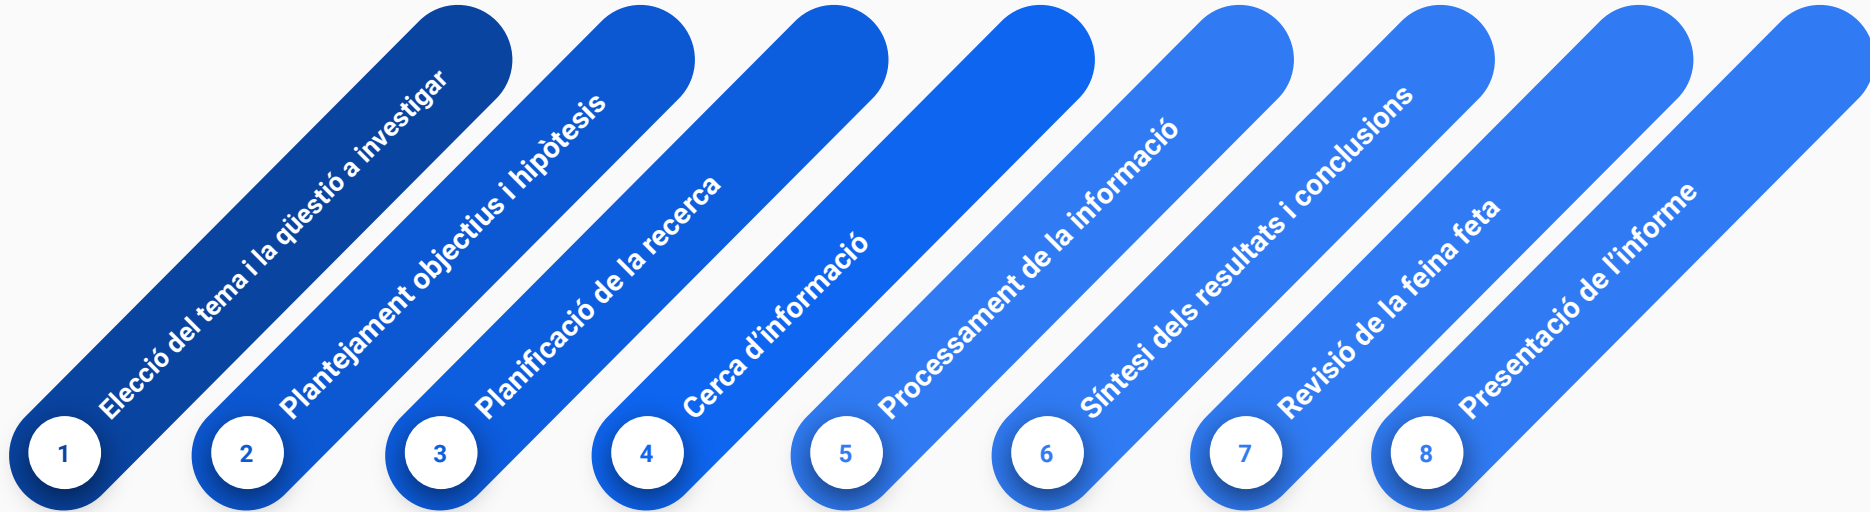 1
Elecció del tema i la qüestió a investigar
2
Plantejament objectius i hipòtesis
3
Planificació de la recerca
4
Cerca d'informació
5
Processament de la informació
6
Síntesi dels resultats i conclusions
7
Revisió de la feina feta
8
Presentació de l'informe